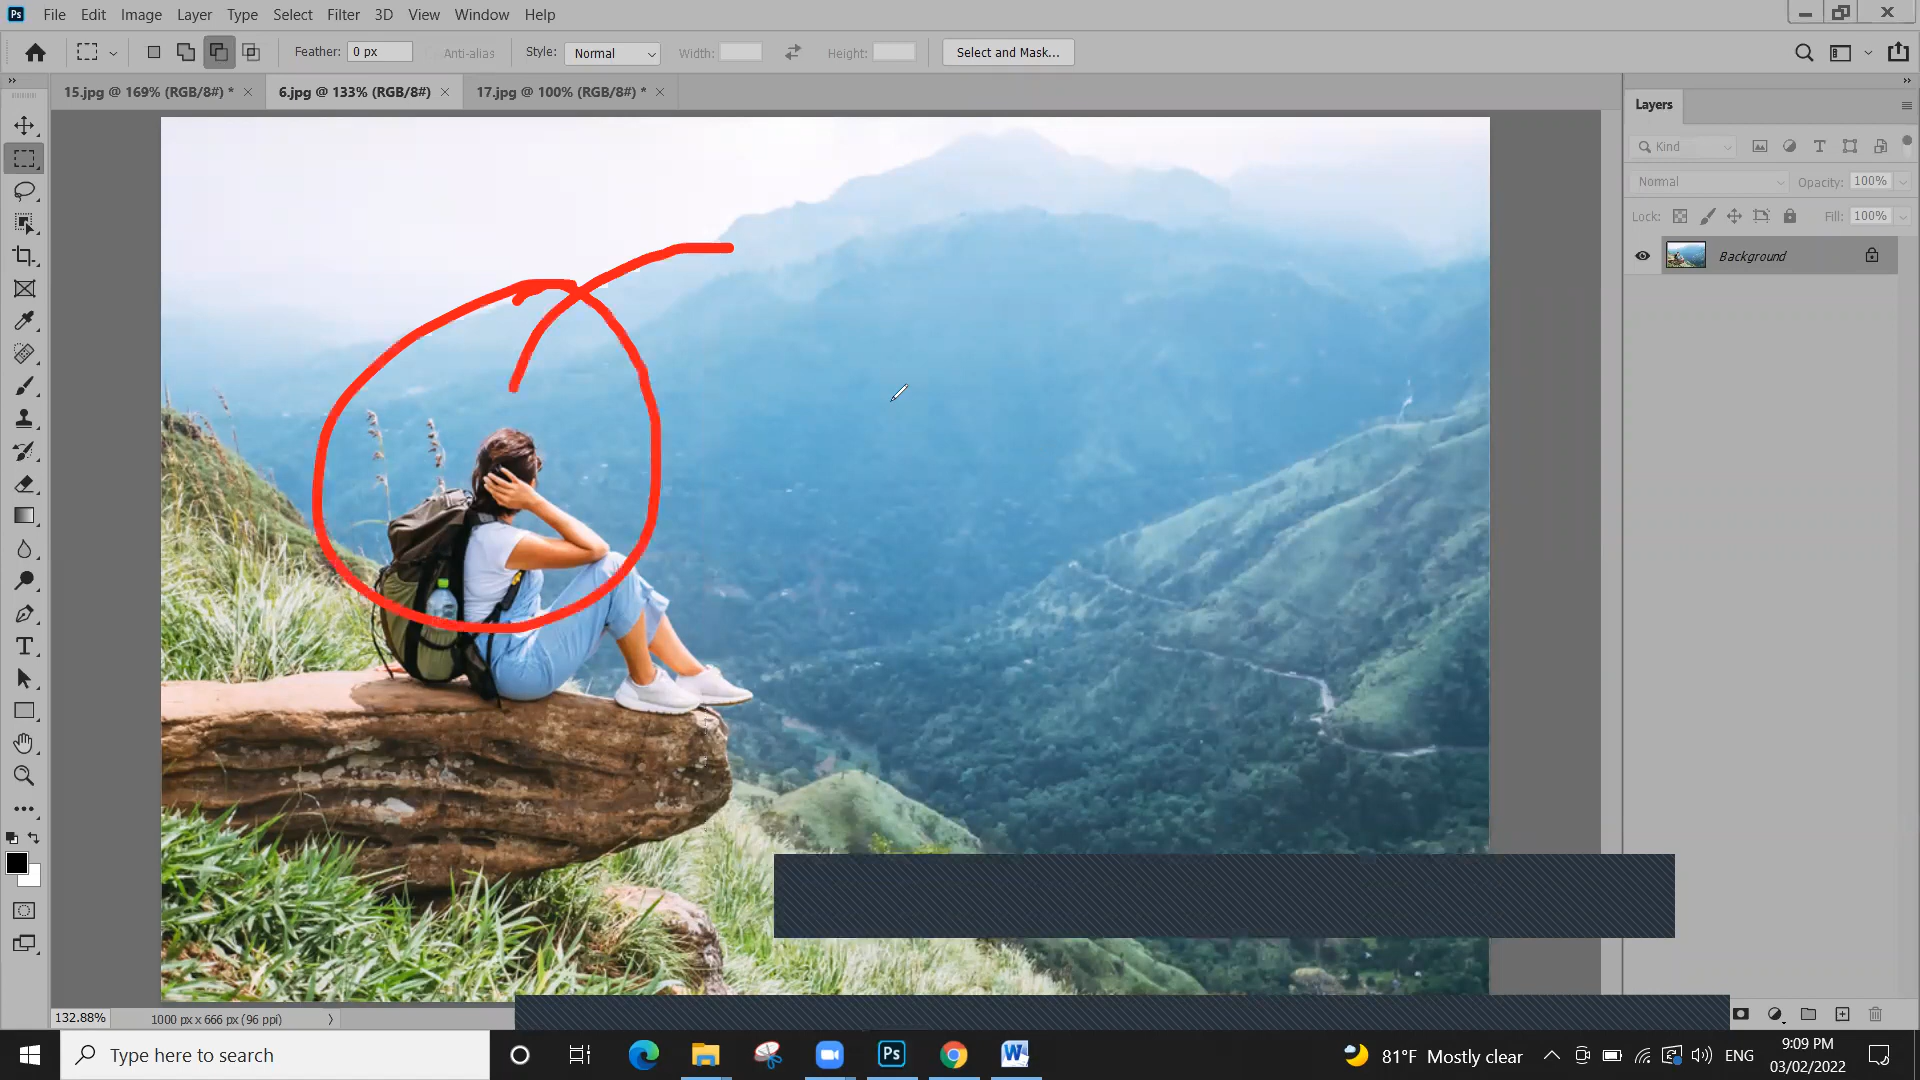 Ps File Edit Image Layer Type Select Filter 3D View Window Help
Feather: 0 px Anti-alias Style: Normal Width: Height: Select and Mask...
15.jpg @ 169% (RGB/8#) * × 6.jpg @ 133% (RGB/8#) × 17.jpg @ 100% (RGB/8#) * ×
Layers
Kind
Normal Opacity: 100%
Lock: Fill: 100%
Background
132.88% 1000 px x 666 px (96 ppi)
Type here to search
Ps
W
81°F Mostly clear
ENG
9:09 PM
03/02/2022